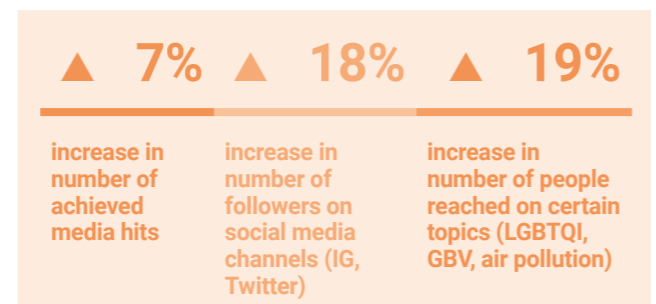 ▲ 7%
▲ 18%
▲ 19%
increase in
number of
achieved
media hits
increase in
number of
followers on
social media
channels (IG,
Twitter)
increase in
number of people
reached on certain
topics (LGBTQI,
GBV, air pollution)